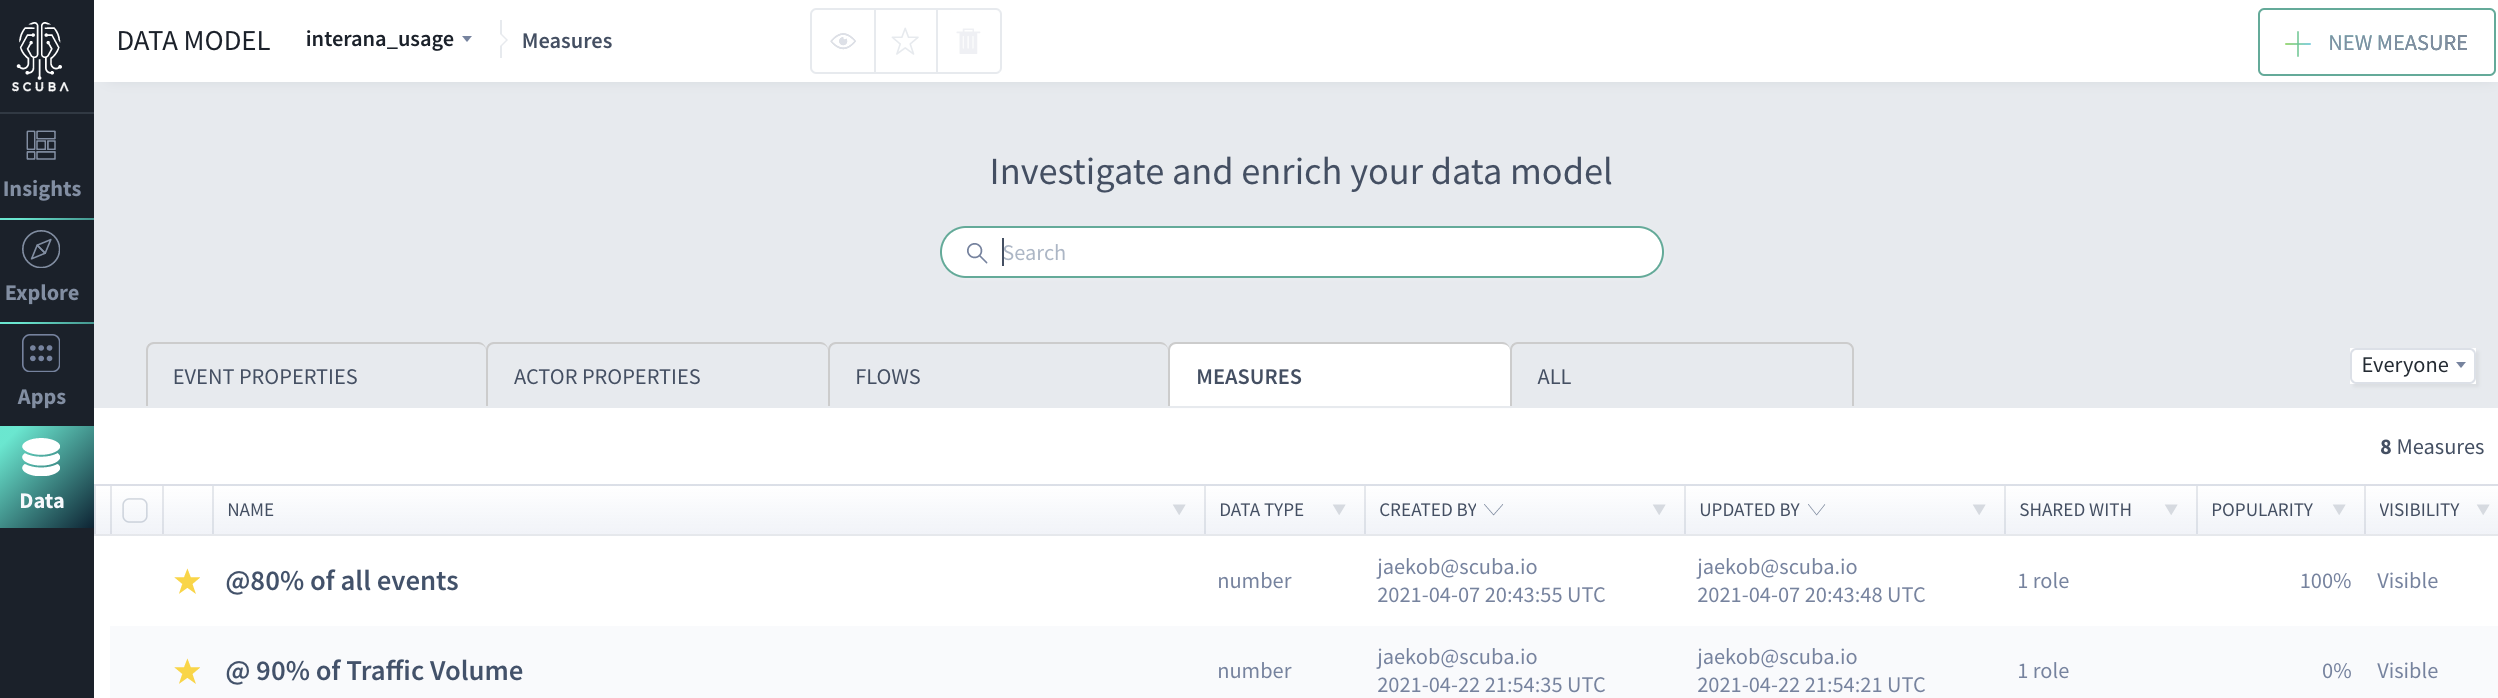 SCUBA
DATA MODEL
interana_usage
Measures
NEW MEASURE
Insights
Explore
Apps
Data
Investigate and enrich your data model
Search
EVENT PROPERTIES
ACTOR PROPERTIES
FLOWS
MEASURES
ALL
Everyone
8 Measures
NAME
DATA TYPE
CREATED BY
UPDATED BY
SHARED WITH
POPULARITY
VISIBILITY
@80% of all events
number
jaekob@scuba.io
2021-04-07 20:43:55 UTC
jaekob@scuba.io
2021-04-07 20:43:48 UTC
1 role
100%
Visible
@ 90% of Traffic Volume
number
jaekob@scuba.io
2021-04-22 21:54:35 UTC
jaekob@scuba.io
2021-04-22 21:54:21 UTC
1 role
0%
Visible